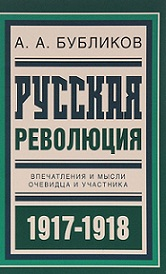 А. А. БУБЛИКОВ
РУССКАЯ
РЕВОЛЮЦИЯ
ВПЕЧАТЛЕНИЯ И МЫСЛИ
ОЧЕВИДЦА И УЧАСТНИКА
1917-1918